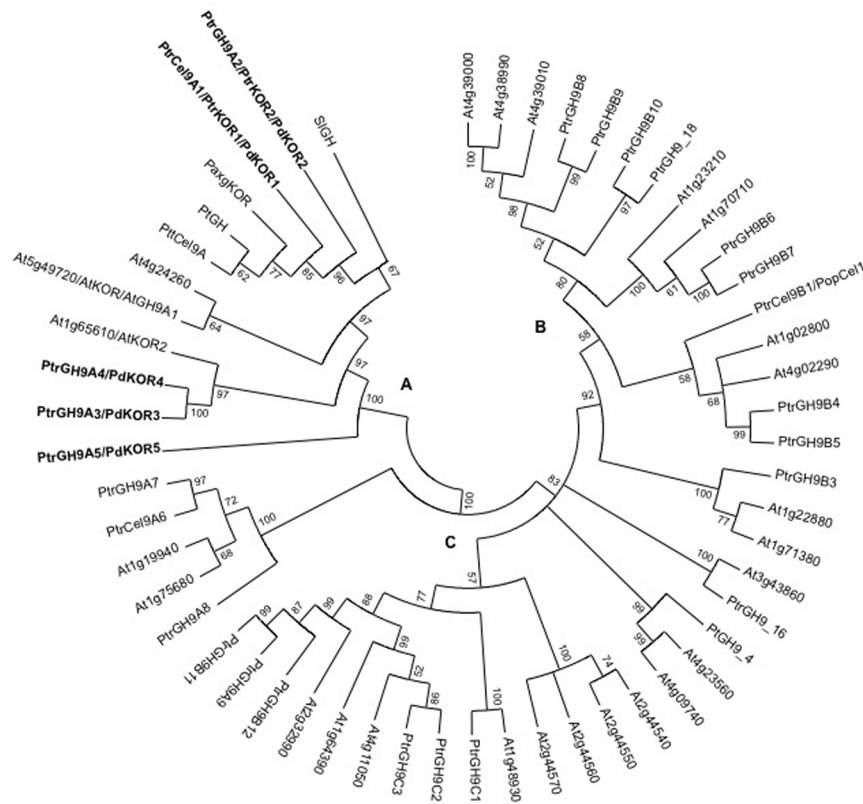 PtrGH9A2/PtrKOR2/PdKOR2
PtrCel9A1/PtrKOR1/PdKOR1
SlGH
PaxgKOR
PtGH
PttCel9A
At4g24260
At5g49720/AtKOR/AtGH9A1
At1g65610/AtKOR2
PtrGH9A4/PdKOR4
PtrGH9A3/PdKOR3
PtrGH9A5/PdKOR5
PtrGH9A7
PtrCel9A6
At1g19940
At1g75680
PtrGH9A8
PtrGH9B11
PtrGH9A9
PtrGH9B12
At2g32990
At1g64390
At4g11050
PtrGH9C3
PtrGH9C2
PtrGH9C1
At1g48930
At2g44570
At2g44560
At2g44550
At2g44540
At4g09740
At4g23560
PtGH9_4
PtrGH9_16
At3g43860
At1g71380
At1g22880
PtrGH9B3
PtrGH9B5
PtrGH9B4
At4g02290
At1g02800
PtrCel9B1/PopCel1
PtrGH9B7
PtrGH9B6
At1g70710
At1g23210
PtrGH9_18
PtrGH9B10
PtrGH9B9
PtrGH9B8
At4g39010
At4g38990
At4g39000
A
B
C
67
96
85
77
62
97
64
97
97
100
100
97
72
68
100
100
99
87
99
88
99
52
98
77
100
57
100
74
99
99
83
100
77
100
92
99
68
58
58
80
100
61
100
52
97
98
99
52
100